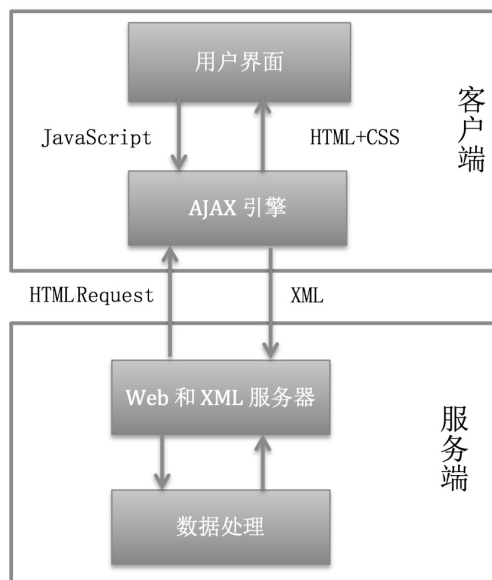 用户界面
JavaScript
HTML+CSS
客户端
AJAX 引擎
HTMLRequest
XML
Web 和 XML 服务器
服务端
数据处理